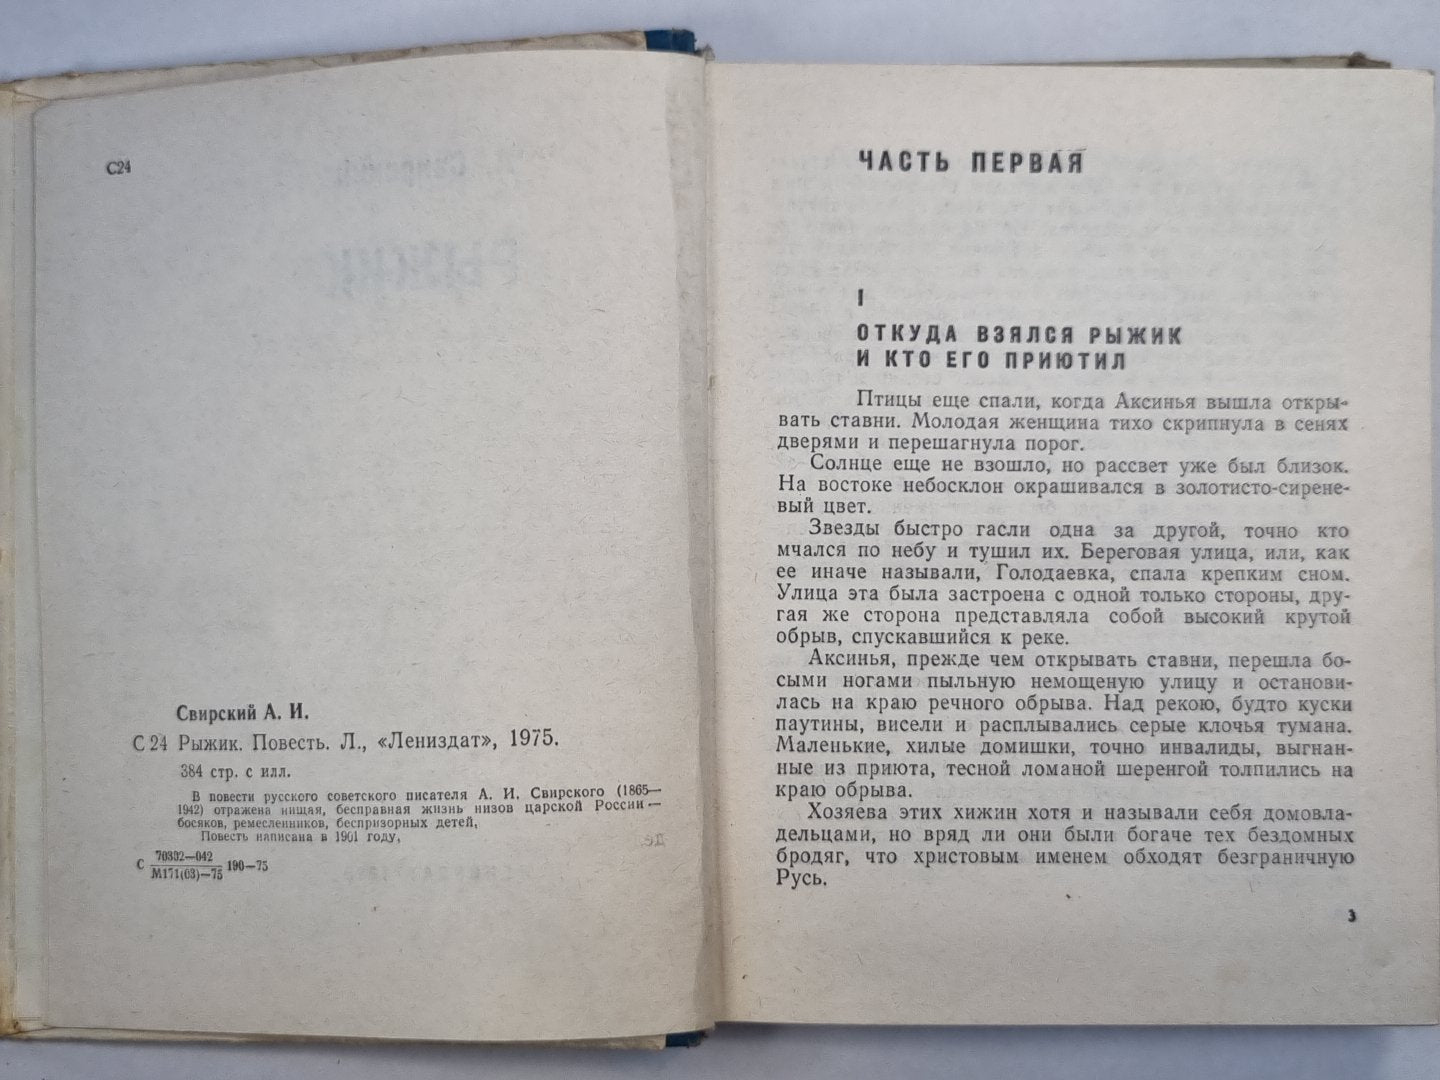 С24
Свирский А. И.
С 24 Рыжик. Повесть. Л., «Лениздат», 1975.
384 стр. с илл.
В повести русского советского писателя А. И. Свирского (1865—
1942) отражена нищая, бесправная жизнь низов царской России —
босяков, ремесленников, беспризорных детей.
Повесть написана в 1901 году.
С 70302—042
М171(03)—75 190—75
ЧАСТЬ ПЕРВАЯ
I
ОТКУДА ВЗЯЛСЯ РЫЖИК
И КТО ЕГО ПРИЮТИЛ
Птицы еще спали, когда Аксинья вышла откры-
вать ставни. Молодая женщина тихо скрипнула в сенях
дверями и перешагнула порог.
Солнце еще не взошло, но рассвет уже был близок.
На востоке небосклон окрашивался в золотисто-сирене-
вый цвет.
Звезды быстро гасли одна за другой, точно кто
мчался по небу и тушил их. Береговая улица, или, как
ее иначе называли, Голодаевка, спала крепким сном.
Улица эта была застроена с одной только стороны, дру-
гая же сторона представляла собой высокий крутой
обрыв, спускавшийся к реке.
Аксинья, прежде чем открывать ставни, перешла бо-
сыми ногами пыльную немощеную улицу и останови-
лась на краю речного обрыва. Над рекою, будто куски
паутины, висели и расплывались серые клочья тумана.
Маленькие, хилые домишки, точно инвалиды, выгнан-
ные из приюта, тесной ломаной шеренгой толпились на
краю обрыва.
Хозяева этих хижин хотя и называли себя домовла-
дельцами, но вряд ли они были богаче тех бездомных
бродяг, что христовым именем обходят безграничную
Русь.
3